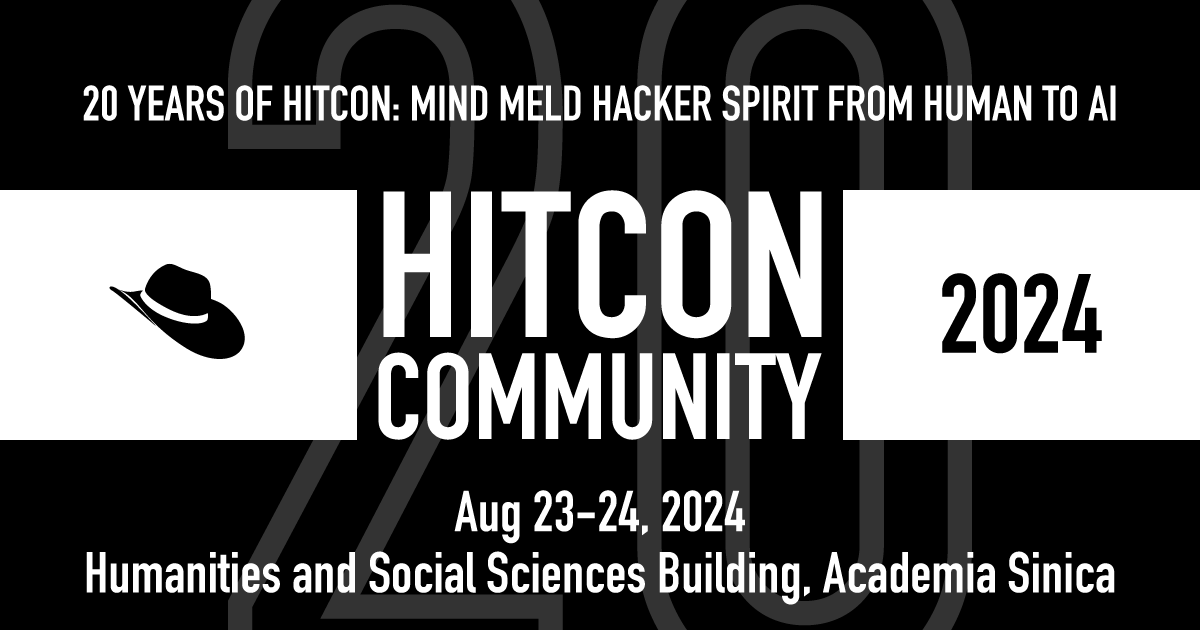 20 YEARS OF HITCON: MIND MELD HACKER SPIRIT FROM HUMAN TO AI
HITCON
COMMUNITY
2024
Aug 23–24, 2024
Humanities and Social Sciences Building, Academia Sinica
20